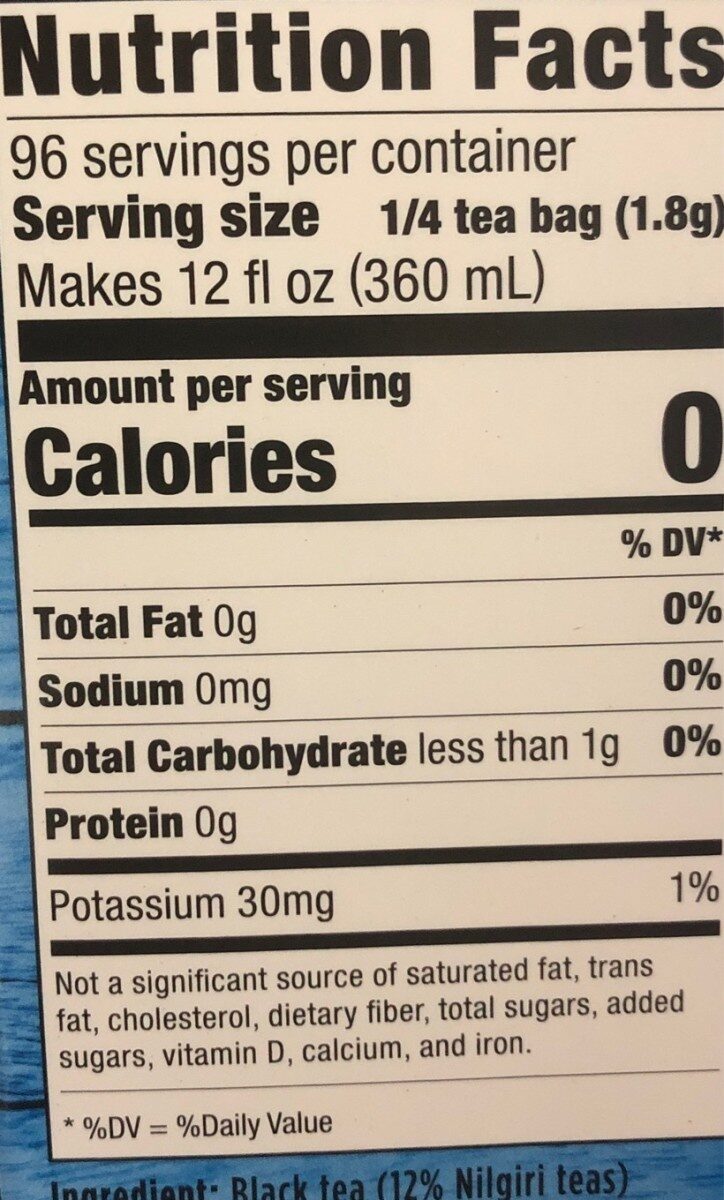 Nutrition Facts
96 servings per container
Serving size 1/4 tea bag (1.8g)
Makes 12 fl oz (360 mL)
Amount per serving
Calories 0
% DV*
Total Fat 0g 0%
Sodium 0mg 0%
Total Carbohydrate less than 1g 0%
Protein 0g
Potassium 30mg 1%
Not a significant source of saturated fat, trans
fat, cholesterol, dietary fiber, total sugars, added
sugars, vitamin D, calcium, and iron.
* %DV = %Daily Value
Ingredient: Black tea (12% Nilgiri teas)